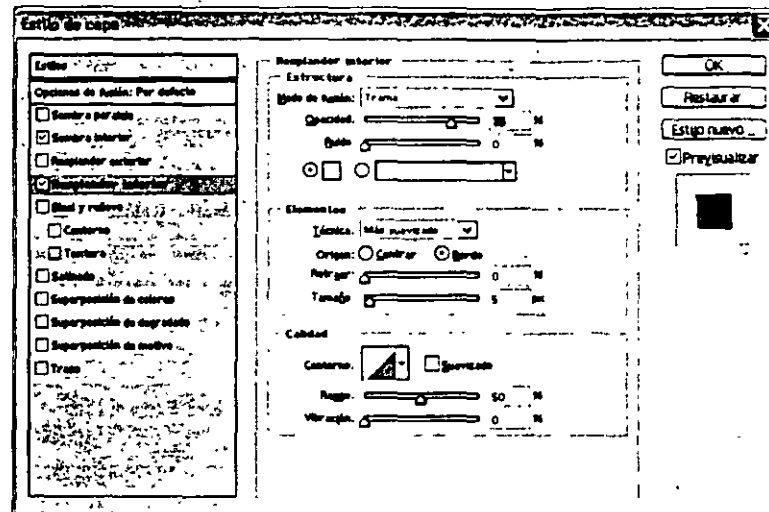 Estilo de capa
Estilos
Opciones de fusión: Por defecto
Sombra paralela
Sombra interior
Resplandor exterior
Resplandor interior
Bisel y relieve
Contorno
Textura
Satinado
Superposición de colores
Superposición de degradado
Superposición de motivo
Trazo
Resplandor interior
Estructura
Modo de fusión: Trama
Opacidad: %
Ruido: 0 %
Elementos
Técnica: Más suavizado
Origen: Centrar Borde
Retraer: 0 %
Tamaño: 5 px
Calidad
Contorno: Suavizado
Rango: 50 %
Vibración: 0 %
OK
Restaurar
Estilo nuevo...
Previsualizar